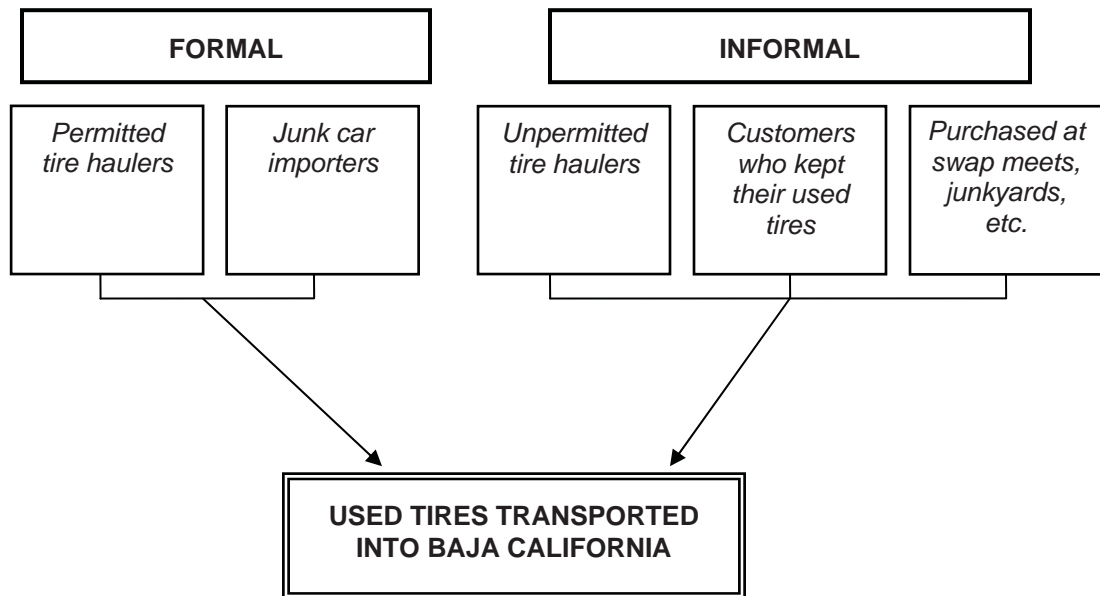 FORMAL
INFORMAL
Permitted
tire haulers
Junk car
importers
Unpermitted
tire haulers
Customers
who kept
their used
tires
Purchased at
swap meets,
junkyards,
etc.
USED TIRES TRANSPORTED
INTO BAJA CALIFORNIA